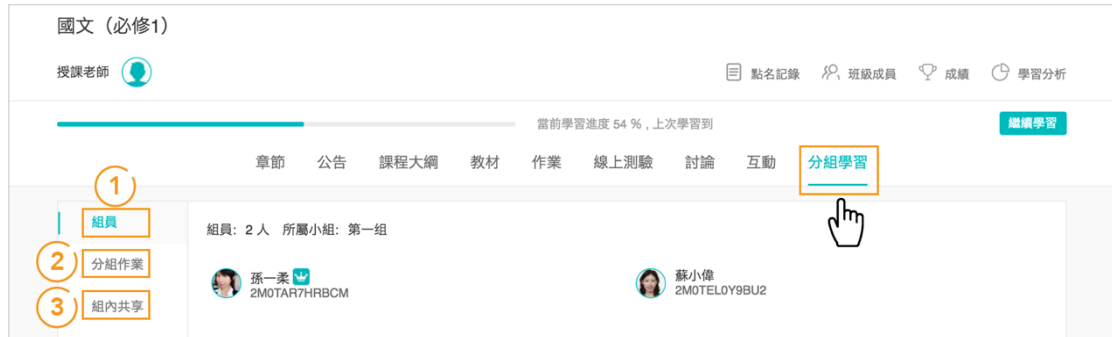 國文（必修1）
授課老師
點名記錄 班級成員 成績 學習分析
當前學習進度 54 % , 上次學習到 繼續學習
章節 公告 課程大綱 教材 作業 線上測驗 討論 互動 分組學習
1
組員
組員: 2 人 所屬小組: 第一组
2
分組作業
孫一柔
2M0TAR7HRBCM
蘇小偉
2M0TEL0Y9BU2
3
組內共享